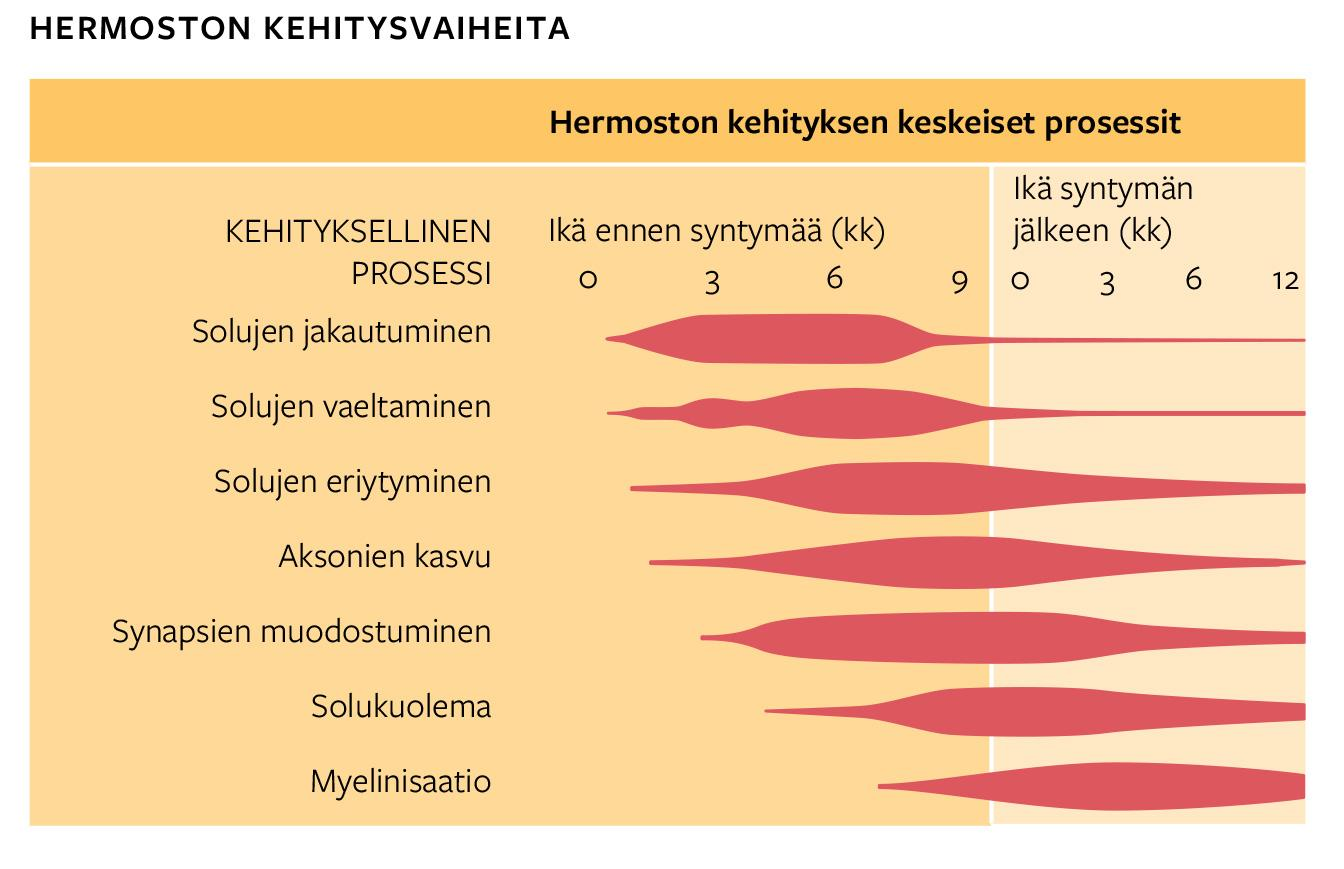 HERMOSTON KEHITYSVAIHEITA
Hermoston kehityksen keskeiset prosessit
KEHITYKSELLINEN
PROSESSI
Ikä ennen syntymää (kk)
0 3 6 9
Ikä syntymän
jälkeen (kk)
0 3 6 12
Solujen jakautuminen
Solujen vaeltaminen
Solujen eriytyminen
Aksonien kasvu
Synapsien muodostuminen
Solukuolema
Myelinisaatio